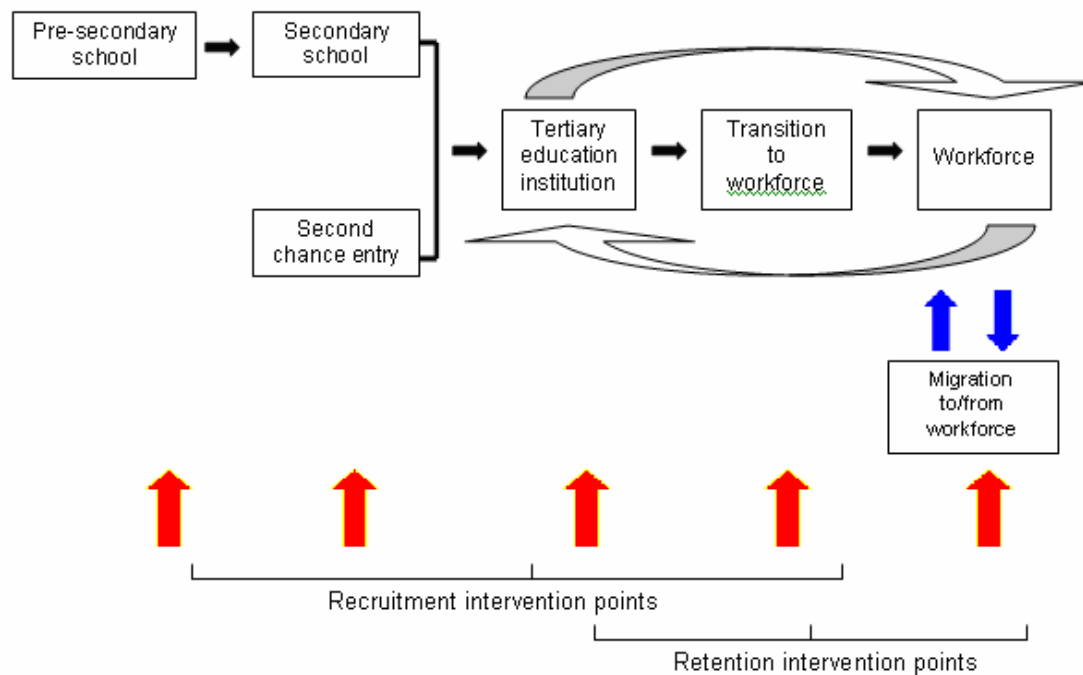 Pre-secondary
school
Secondary
school
Second
chance entry
Tertiary
education
institution
Transition
to
workforce
Workforce
Migration
to/from
workforce
Recruitment intervention points
Retention intervention points